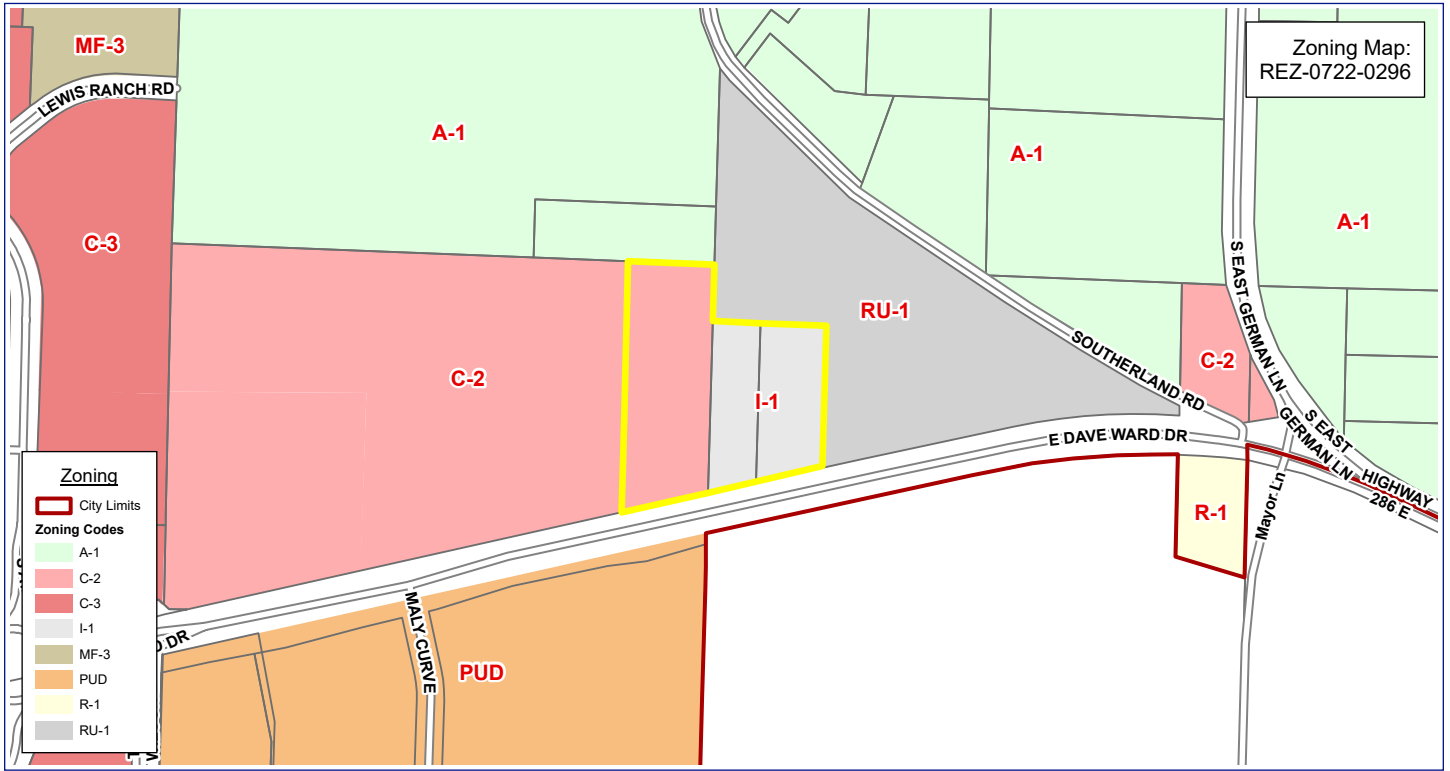 Zoning Map:
REZ-0722-0296
MF-3
LEWIS RANCH RD
A-1
A-1
A-1
C-3
RU-1
S EAST GERMAN LN
C-2
SOUTHERLAND RD
C-2
I-1
E DAVE WARD DR
S EAST
GERMAN LN
HIGHWAY
286 E
Mayor Ln
R-1
MALY CURVE
PUD
DR
Zoning
City Limits
Zoning Codes
A-1
C-2
C-3
I-1
MF-3
PUD
R-1
RU-1